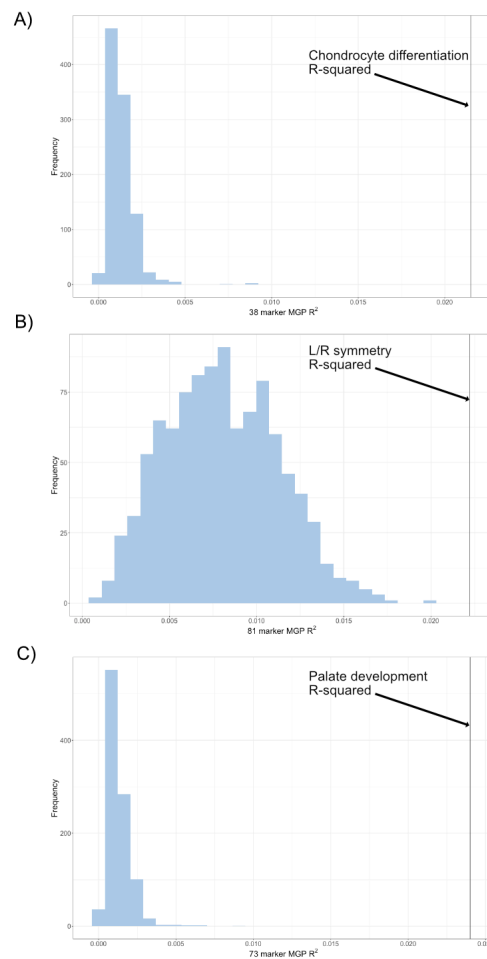 A)
Chondrocyte differentiation
R-squared
Frequency
400
300
200
100
0
0.000 0.005 0.010 0.015 0.020
38 marker MGP R²
B)
L/R symmetry
R-squared
Frequency
75
50
25
0
0.000 0.005 0.010 0.015 0.020
81 marker MGP R²
C)
Palate development
R-squared
Frequency
400
200
0
0.000 0.005 0.010 0.015 0.020
73 marker MGP R²